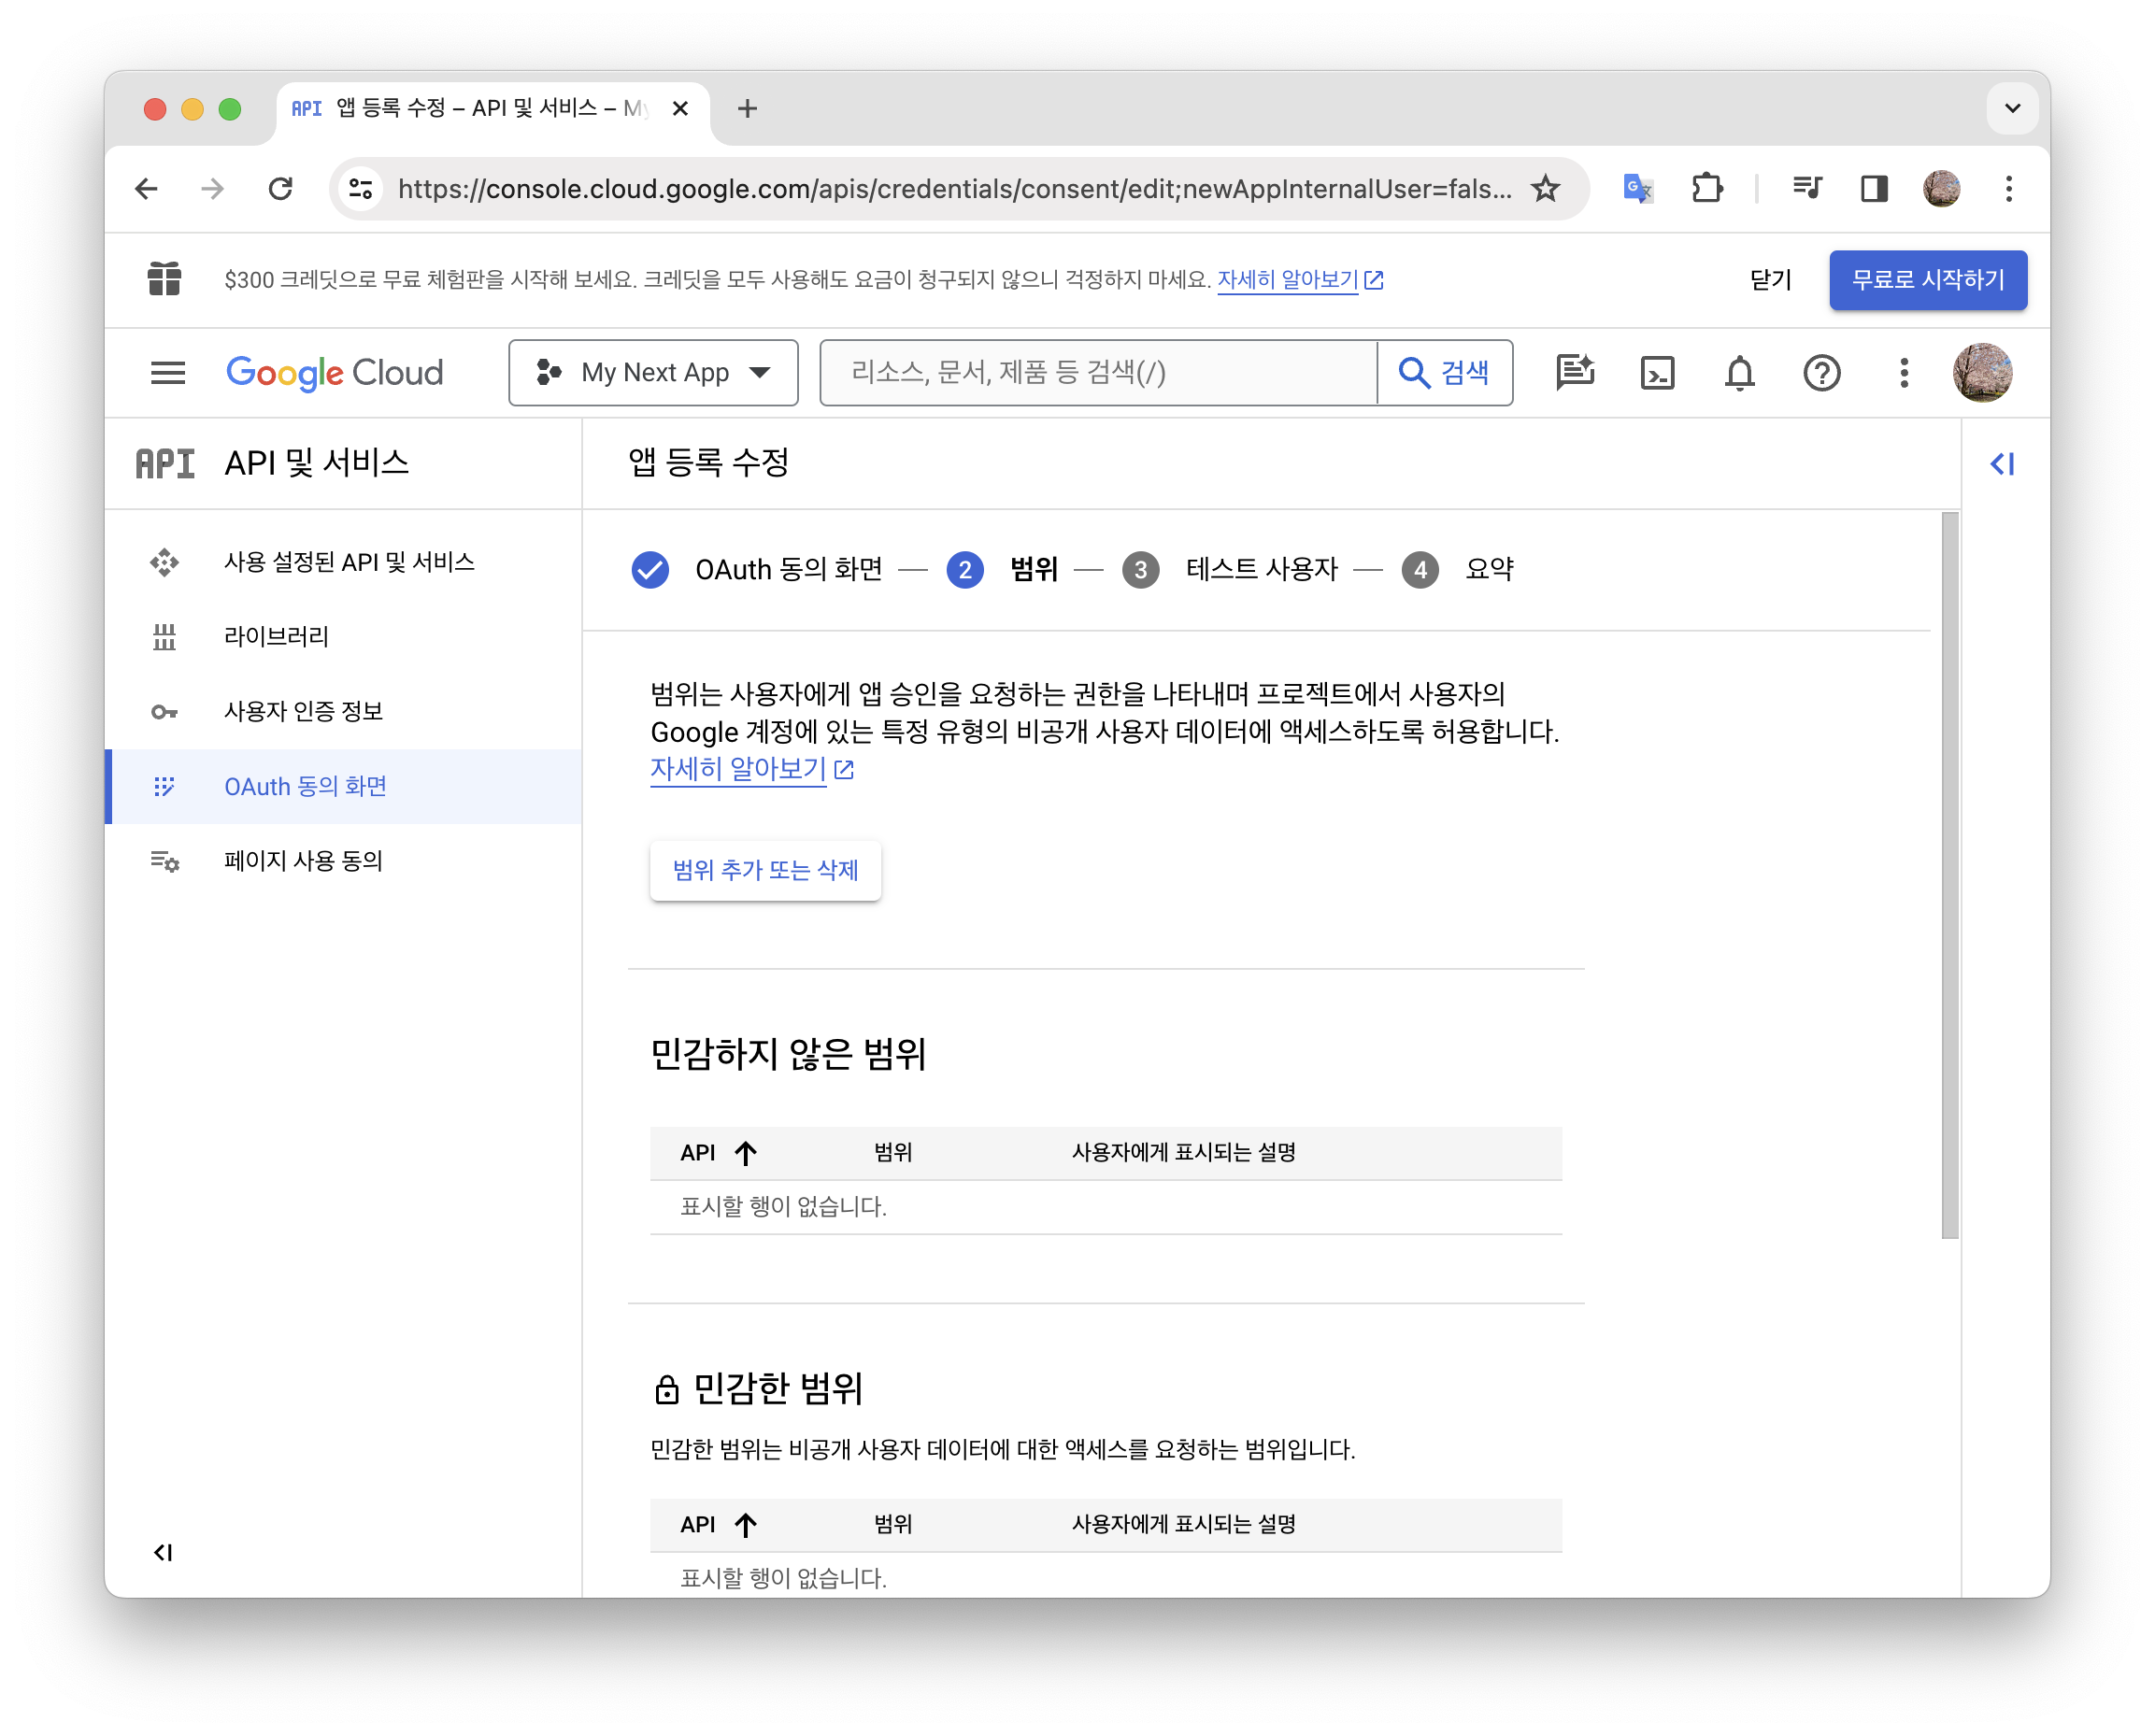 API 앱 등록 수정 – API 및 서비스 – My
https://console.cloud.google.com/apis/credentials/consent/edit;newAppInternalUser=fals...
$300 크레딧으로 무료 체험판을 시작해 보세요. 크레딧을 모두 사용해도 요금이 청구되지 않으니 걱정하지 마세요. 자세히 알아보기
닫기
무료로 시작하기
Google Cloud
My Next App
리소스, 문서, 제품 등 검색(/)
검색
API API 및 서비스
앱 등록 수정
사용 설정된 API 및 서비스
라이브러리
사용자 인증 정보
OAuth 동의 화면
페이지 사용 동의
OAuth 동의 화면 — 2 범위 — 3 테스트 사용자 — 4 요약
범위는 사용자에게 앱 승인을 요청하는 권한을 나타내며 프로젝트에서 사용자의
Google 계정에 있는 특정 유형의 비공개 사용자 데이터에 액세스하도록 허용합니다.
자세히 알아보기
범위 추가 또는 삭제
민감하지 않은 범위
API 범위 사용자에게 표시되는 설명
표시할 행이 없습니다.
민감한 범위
민감한 범위는 비공개 사용자 데이터에 대한 액세스를 요청하는 범위입니다.
API 범위 사용자에게 표시되는 설명
표시할 행이 없습니다.